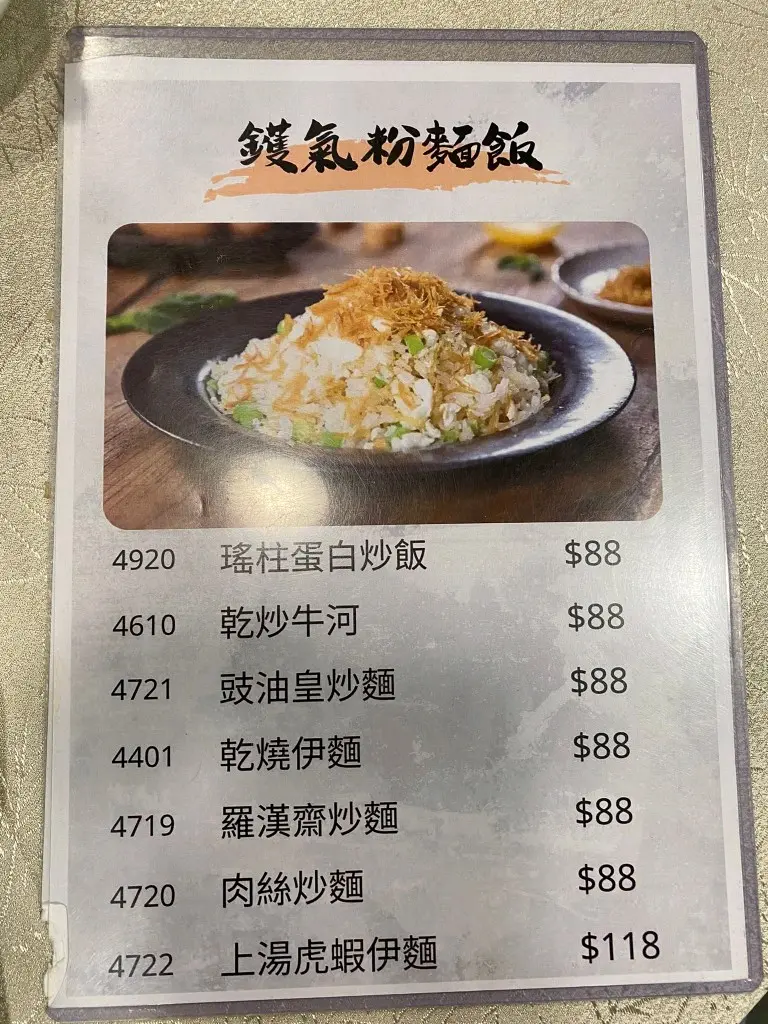 鑊氣粉麵飯
4920 瑤柱蛋白炒飯 $88
4610 乾炒牛河 $88
4721 豉油皇炒麵 $88
4401 乾燒伊麵 $88
4719 羅漢齋炒麵 $88
4720 肉絲炒麵 $88
4722 上湯虎蝦伊麵 $118